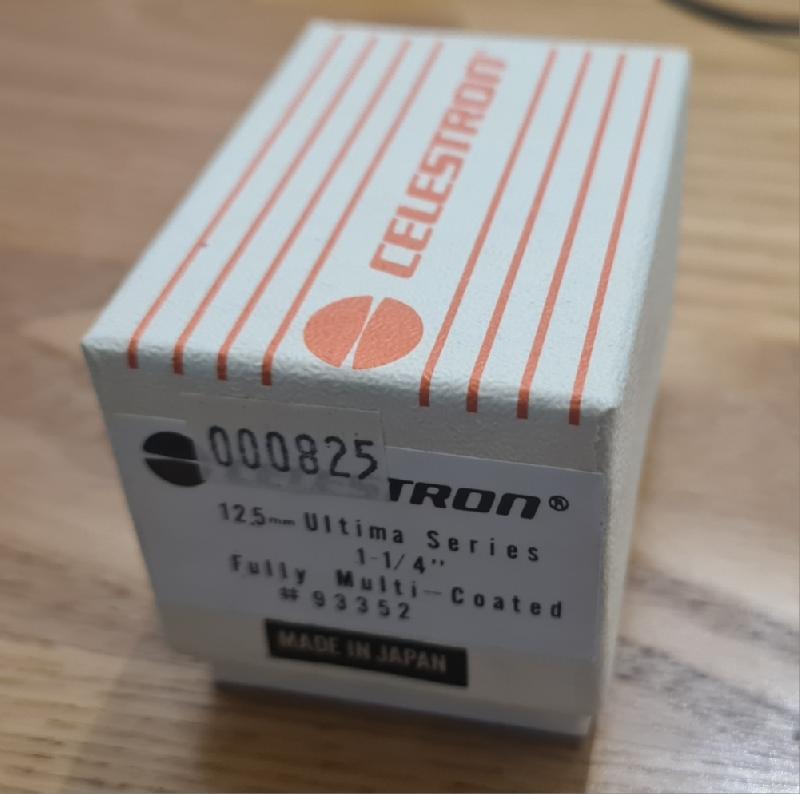 CELESTRON
000825
TRON®
12.5mm Ultima Series
1-1/4"
Fully Multi-Coated
# 93352
MADE IN JAPAN